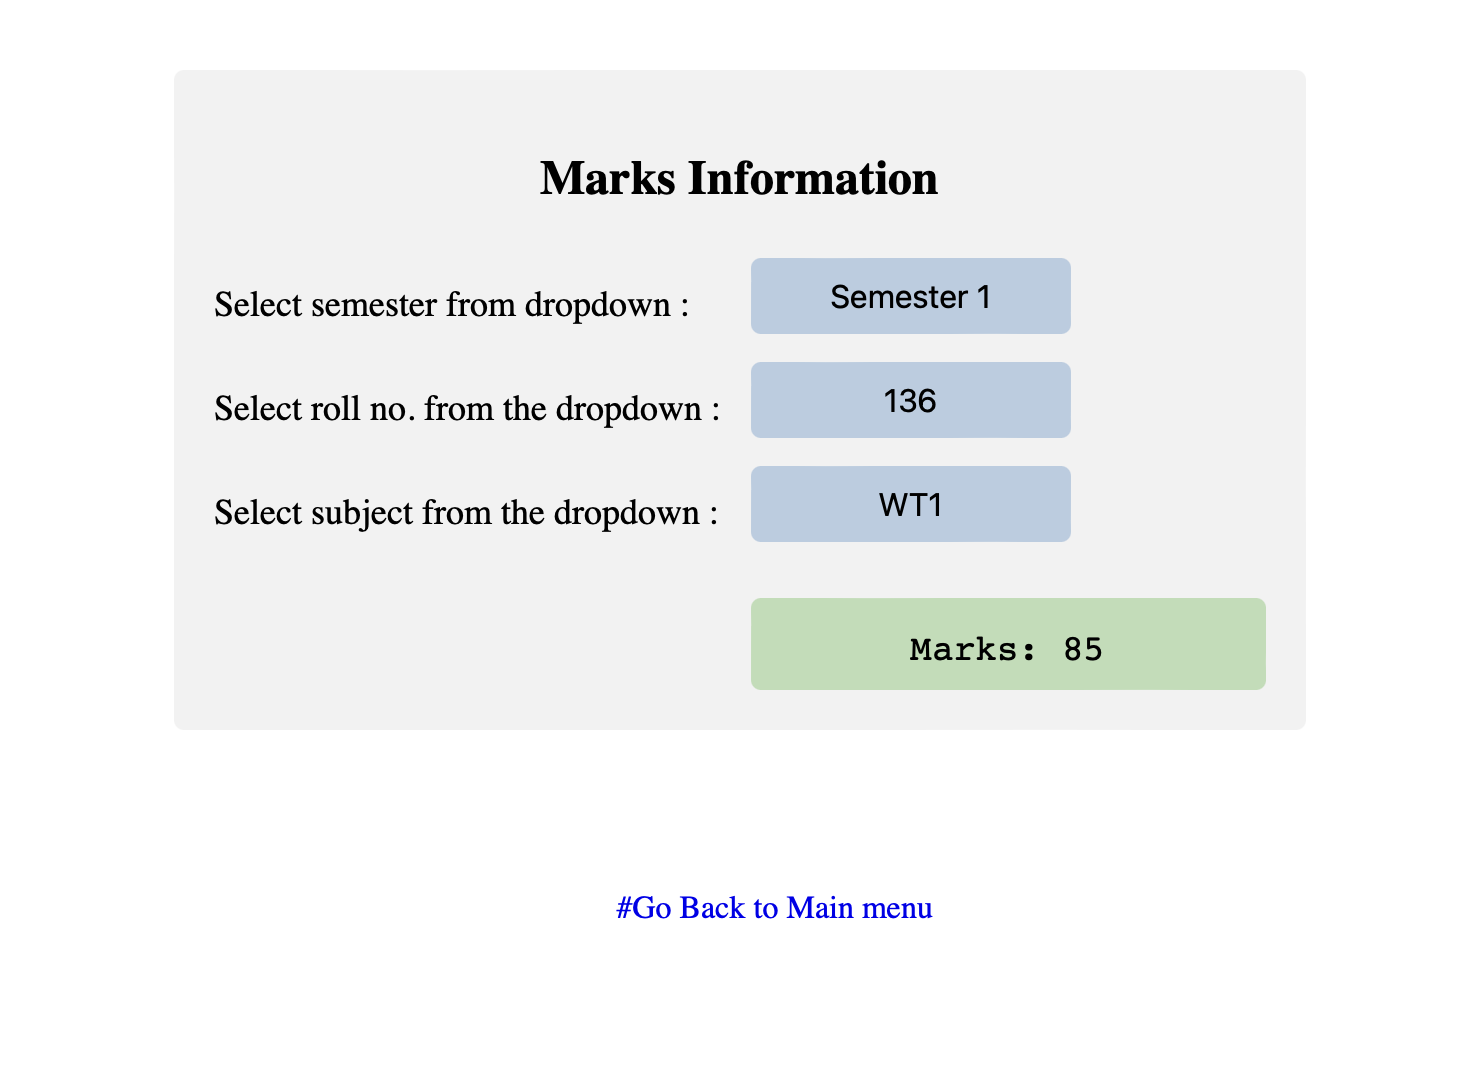 Marks Information
Select semester from dropdown : Semester 1
Select roll no. from the dropdown : 136
Select subject from the dropdown : WT1
Marks: 85
#Go Back to Main menu